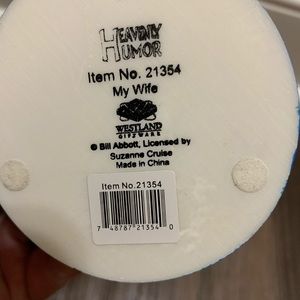 HEAVENLY
HUMOR
Item No. 21354
My Wife
WESTLAND
GIFTWARE
© Bill Abbott, Licensed by
Suzanne Cruise
Made in China
Item No.21354
7 48787 21354 0